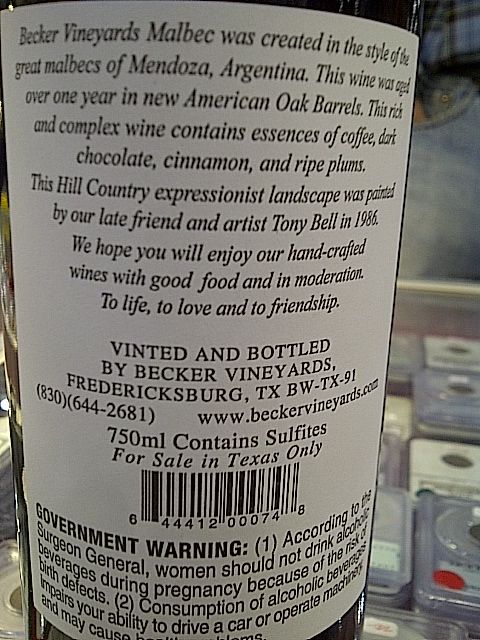 Becker Vineyards Malbec was created in the style of the
great malbecs of Mendoza, Argentina. This wine was aged
over one year in new American Oak Barrels. This rich
and complex wine contains essences of coffee, dark
chocolate, cinnamon, and ripe plums.
This Hill Country expressionist landscape was painted
by our late friend and artist Tony Bell in 1986.
We hope you will enjoy our hand-crafted
wines with good food and in moderation.
To life, to love and to friendship.
VINTED AND BOTTLED
BY BECKER VINEYARDS,
FREDERICKSBURG, TX BW-TX-91
(830)(644-2681) www.beckervineyards.com
750ml Contains Sulfites
For Sale in Texas Only
6 44412 00074 8
GOVERNMENT WARNING: (1) According to the
Surgeon General, women should not drink alcoholic
beverages during pregnancy because of the risk of
birth defects. (2) Consumption of alcoholic beverages
impairs your ability to drive a car or operate machinery,
and may cause health problems.